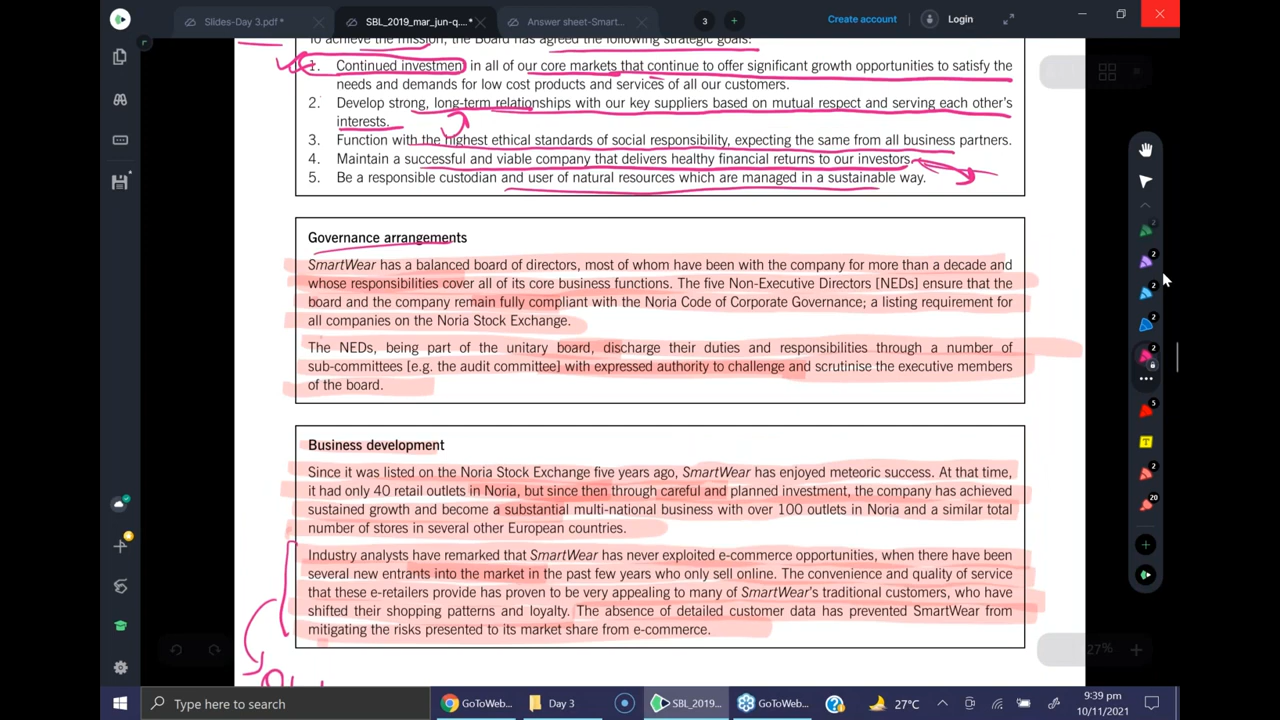 Slides-Day 3.pdf *
SBL_2019_mar_jun-q....*
Answer sheet-Smart...
3
Create account
Login
To achieve the mission, the Board has agreed the following strategic goals:
1. Continued investment in all of our core markets that continue to offer significant growth opportunities to satisfy the
needs and demands for low cost products and services of all our customers.
2. Develop strong, long-term relationships with our key suppliers based on mutual respect and serving each other's
interests.
3. Function with the highest ethical standards of social responsibility, expecting the same from all business partners.
4. Maintain a successful and viable company that delivers healthy financial returns to our investors.
5. Be a responsible custodian and user of natural resources which are managed in a sustainable way.
Governance arrangements
SmartWear has a balanced board of directors, most of whom have been with the company for more than a decade and
whose responsibilities cover all of its core business functions. The five Non-Executive Directors [NEDs] ensure that the
board and the company remain fully compliant with the Noria Code of Corporate Governance; a listing requirement for
all companies on the Noria Stock Exchange.
The NEDs, being part of the unitary board, discharge their duties and responsibilities through a number of
sub-committees [e.g. the audit committee] with expressed authority to challenge and scrutinise the executive members
of the board.
Business development
Since it was listed on the Noria Stock Exchange five years ago, SmartWear has enjoyed meteoric success. At that time,
it had only 40 retail outlets in Noria, but since then through careful and planned investment, the company has achieved
sustained growth and become a substantial multi-national business with over 100 outlets in Noria and a similar total
number of stores in several other European countries.
Industry analysts have remarked that SmartWear has never exploited e-commerce opportunities, when there have been
several new entrants into the market in the past few years who only sell online. The convenience and quality of service
that these e-retailers provide has proven to be very appealing to many of SmartWear's traditional customers, who have
shifted their shopping patterns and loyalty. The absence of detailed customer data has prevented SmartWear from
mitigating the risks presented to its market share from e-commerce.
2
2
2
2
2
5
T
2
20
27%
Type here to search
GoToWeb...
Day 3
SBL_2019...
GoToWeb...
27°C
9:39 pm
10/11/2021